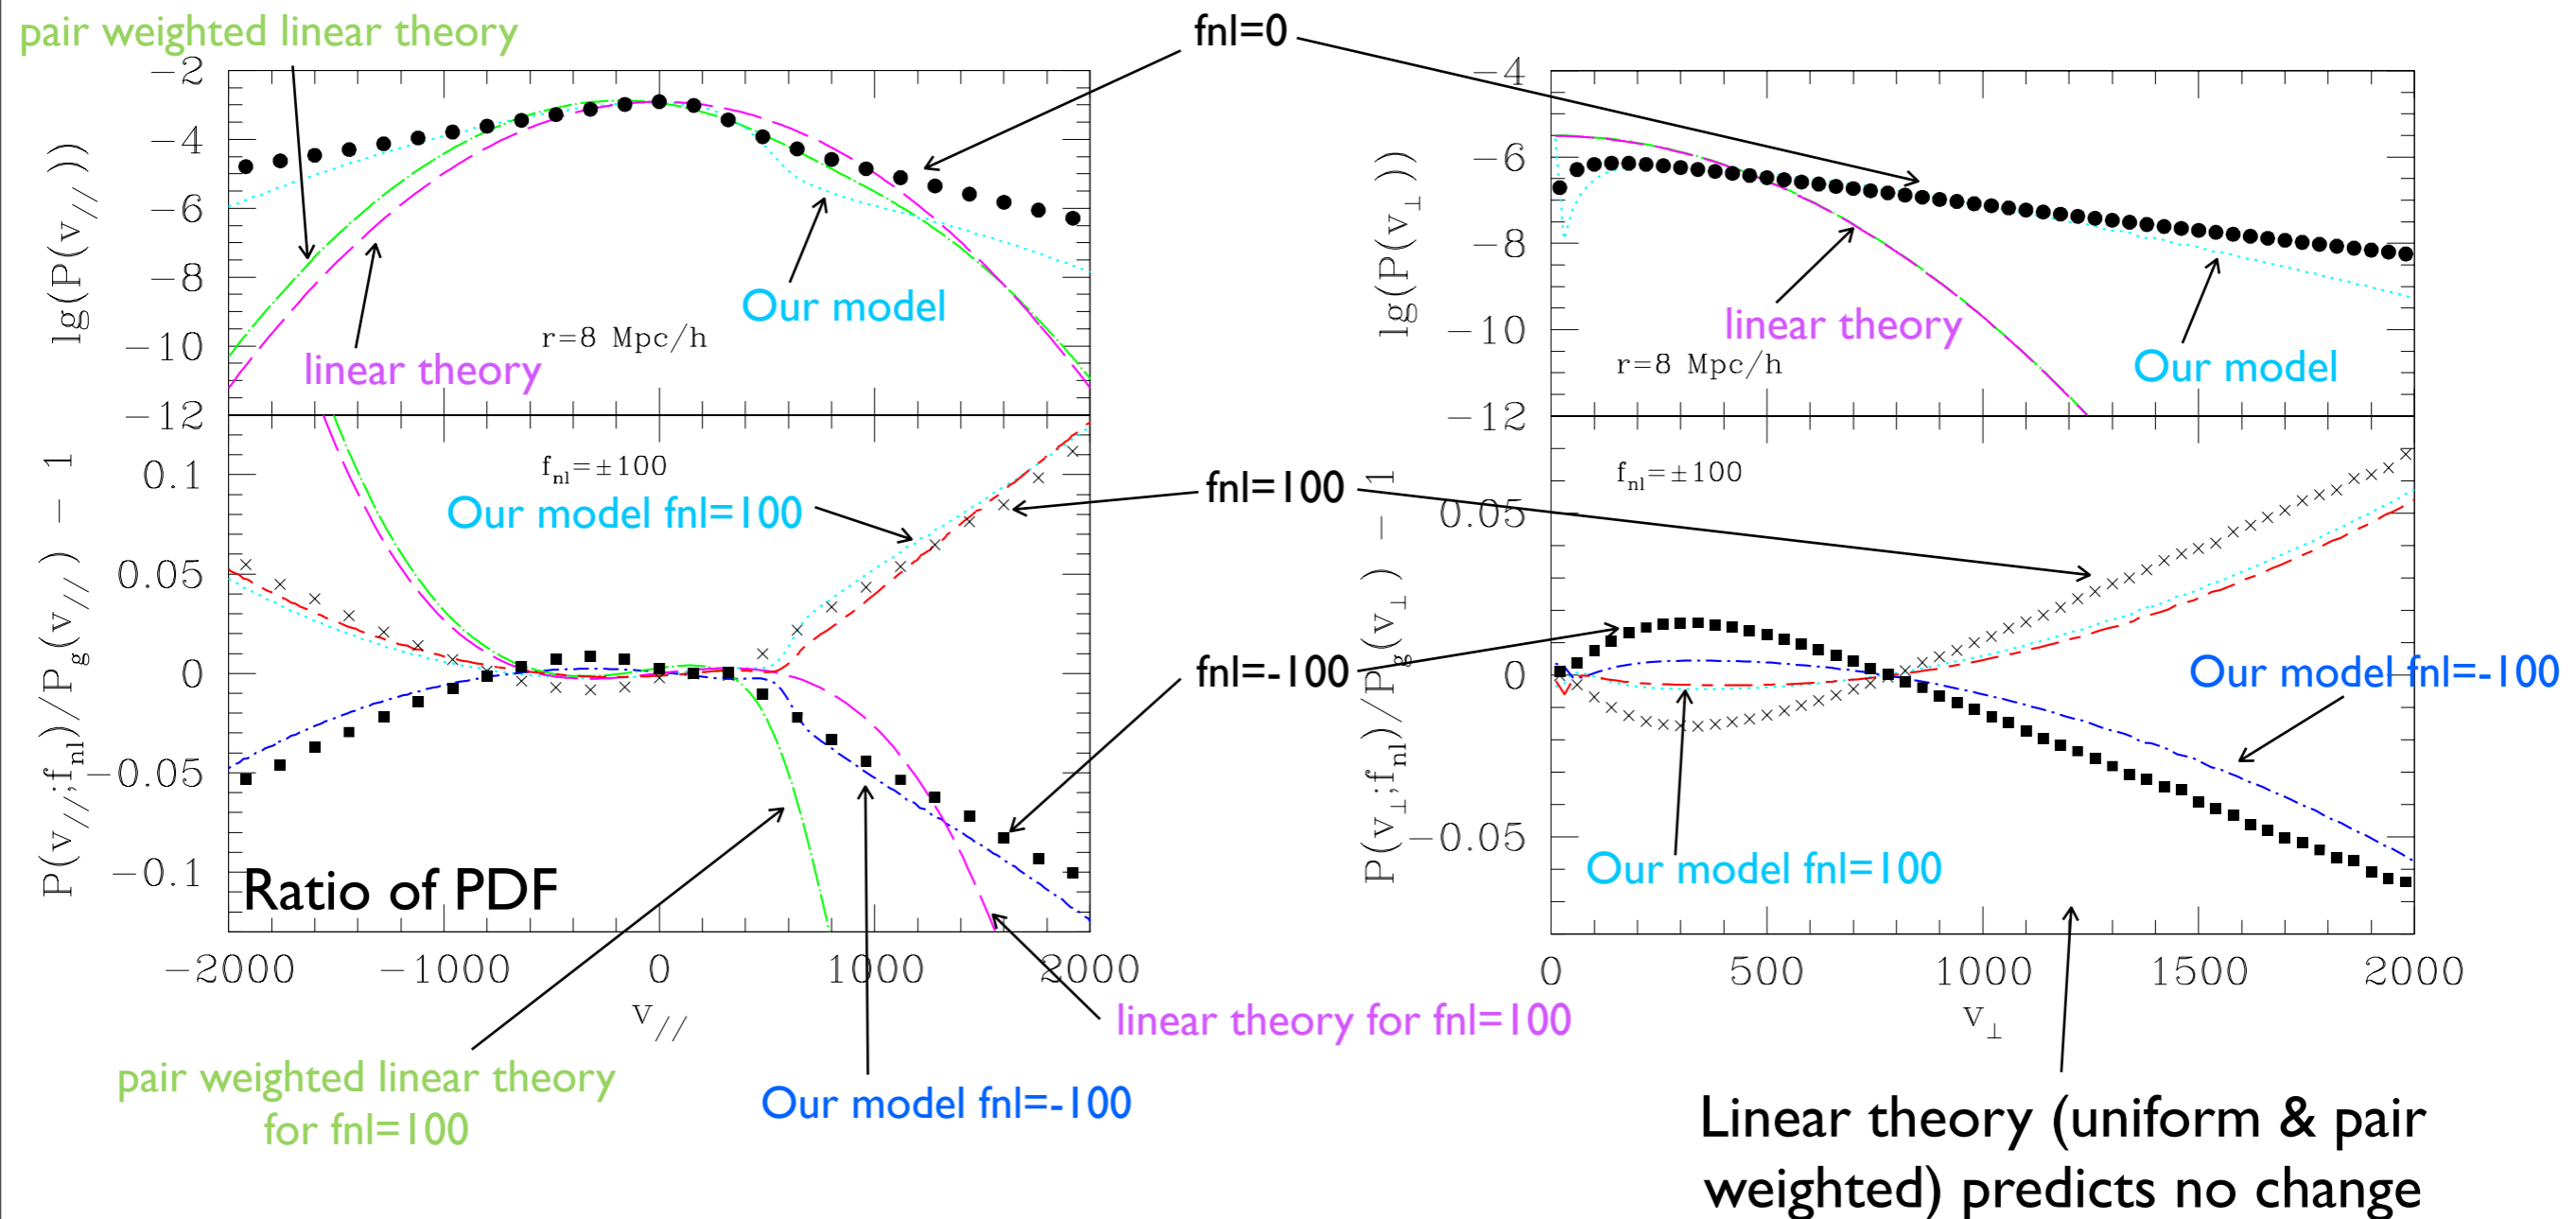 pair weighted linear theory
fnl=0
−2
−4
−6
−8
−10
−12
lg(P(v//))
r=8 Mpc/h
linear theory
Our model
−4
−6
−8
−10
−12
lg(P(v⊥))
r=8 Mpc/h
linear theory
Our model
0.1
0.05
0
−0.05
−0.1
P(v//;fnl)/Pg(v//) − 1
fnl=±100
Our model fnl=100
Ratio of PDF
fnl=100
fnl=-100
0.05
0
−0.05
P(v⊥;fnl)/Pg(v⊥) − 1
fnl=±100
Our model fnl=-100
Our model fnl=100
−2000 −1000 0 1000 2000
v//
0 500 1000 1500 2000
v⊥
linear theory for fnl=100
pair weighted linear theory
for fnl=100
Our model fnl=-100
Linear theory (uniform & pair
weighted) predicts no change